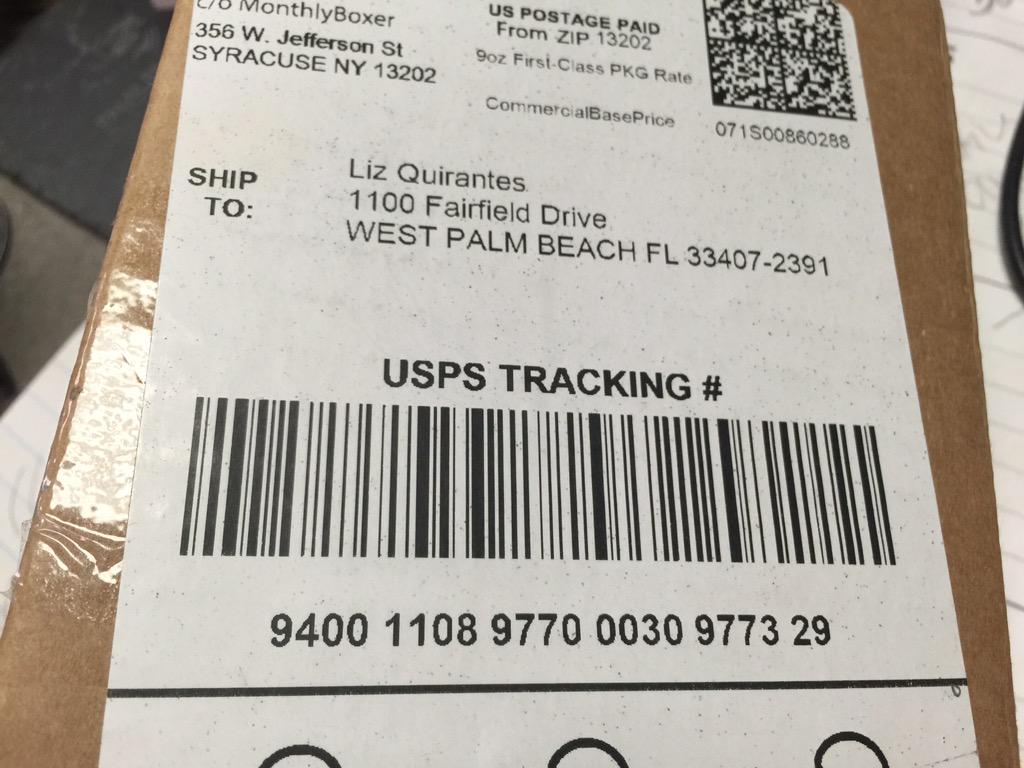 c/o MonthlyBoxer
356 W. Jefferson St
SYRACUSE NY 13202
US POSTAGE PAID
From ZIP 13202
9oz First-Class PKG Rate
CommercialBasePrice
071S00860288
SHIP
TO:
Liz Quirantes
1100 Fairfield Drive
WEST PALM BEACH FL 33407-2391
USPS TRACKING #
9400 1108 9770 0030 9773 29